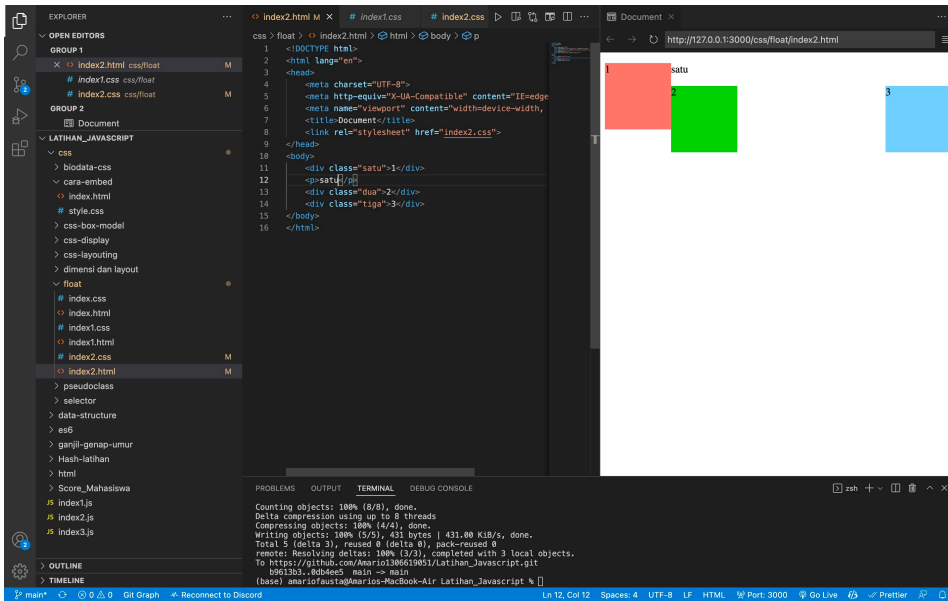 EXPLORER
OPEN EDITORS
GROUP 1
index2.html css/float M
# index1.css css/float
# index2.css css/float M
GROUP 2
Document
LATIHAN_JAVASCRIPT
css
biodata-css
cara-embed
index.html
# style.css
css-box-model
css-display
css-layouting
dimensi dan layout
float
# index.css
index.html
# index1.css
index1.html
# index2.css M
index2.html M
pseudoclass
selector
data-structure
es6
ganjil-genap-umur
Hash-latihan
html
Score_Mahasiswa
JS index1.js
JS index2.js
JS index3.js
OUTLINE
TIMELINE
2
2
index2.html M # index1.css # index2.css
css > float > index2.html > html > body > p
1 <!DOCTYPE html>
2 <html lang="en">
3 <head>
4 <meta charset="UTF-8">
5 <meta http-equiv="X-UA-Compatible" content="IE=edge
6 <meta name="viewport" content="width=device-width,
7 <title>Document</title>
8 <link rel="stylesheet" href="index2.css">
9 </head>
10 <body>
11 <div class="satu">1</div>
12 <p>satu</p>
13 <div class="dua">2</div>
14 <div class="tiga">3</div>
15 </body>
16 </html>
Document
http://127.0.0.1:3000/css/float/index2.html
1 satu
2 3
PROBLEMS OUTPUT TERMINAL DEBUG CONSOLE zsh
Counting objects: 100% (8/8), done.
Delta compression using up to 8 threads
Compressing objects: 100% (4/4), done.
Writing objects: 100% (5/5), 431 bytes | 431.00 KiB/s, done.
Total 5 (delta 3), reused 0 (delta 0), pack-reused 0
remote: Resolving deltas: 100% (3/3), completed with 3 local objects.
To https://github.com/Amario1306619051/Latihan_Javascript.git
b9613b3..0db4ee5 main -> main
(base) amariofausta@Amarios-MacBook-Air Latihan_Javascript %
main* 0 0 Git Graph Reconnect to Discord Ln 12, Col 12 Spaces: 4 UTF-8 LF HTML Port: 3000 Go Live Prettier